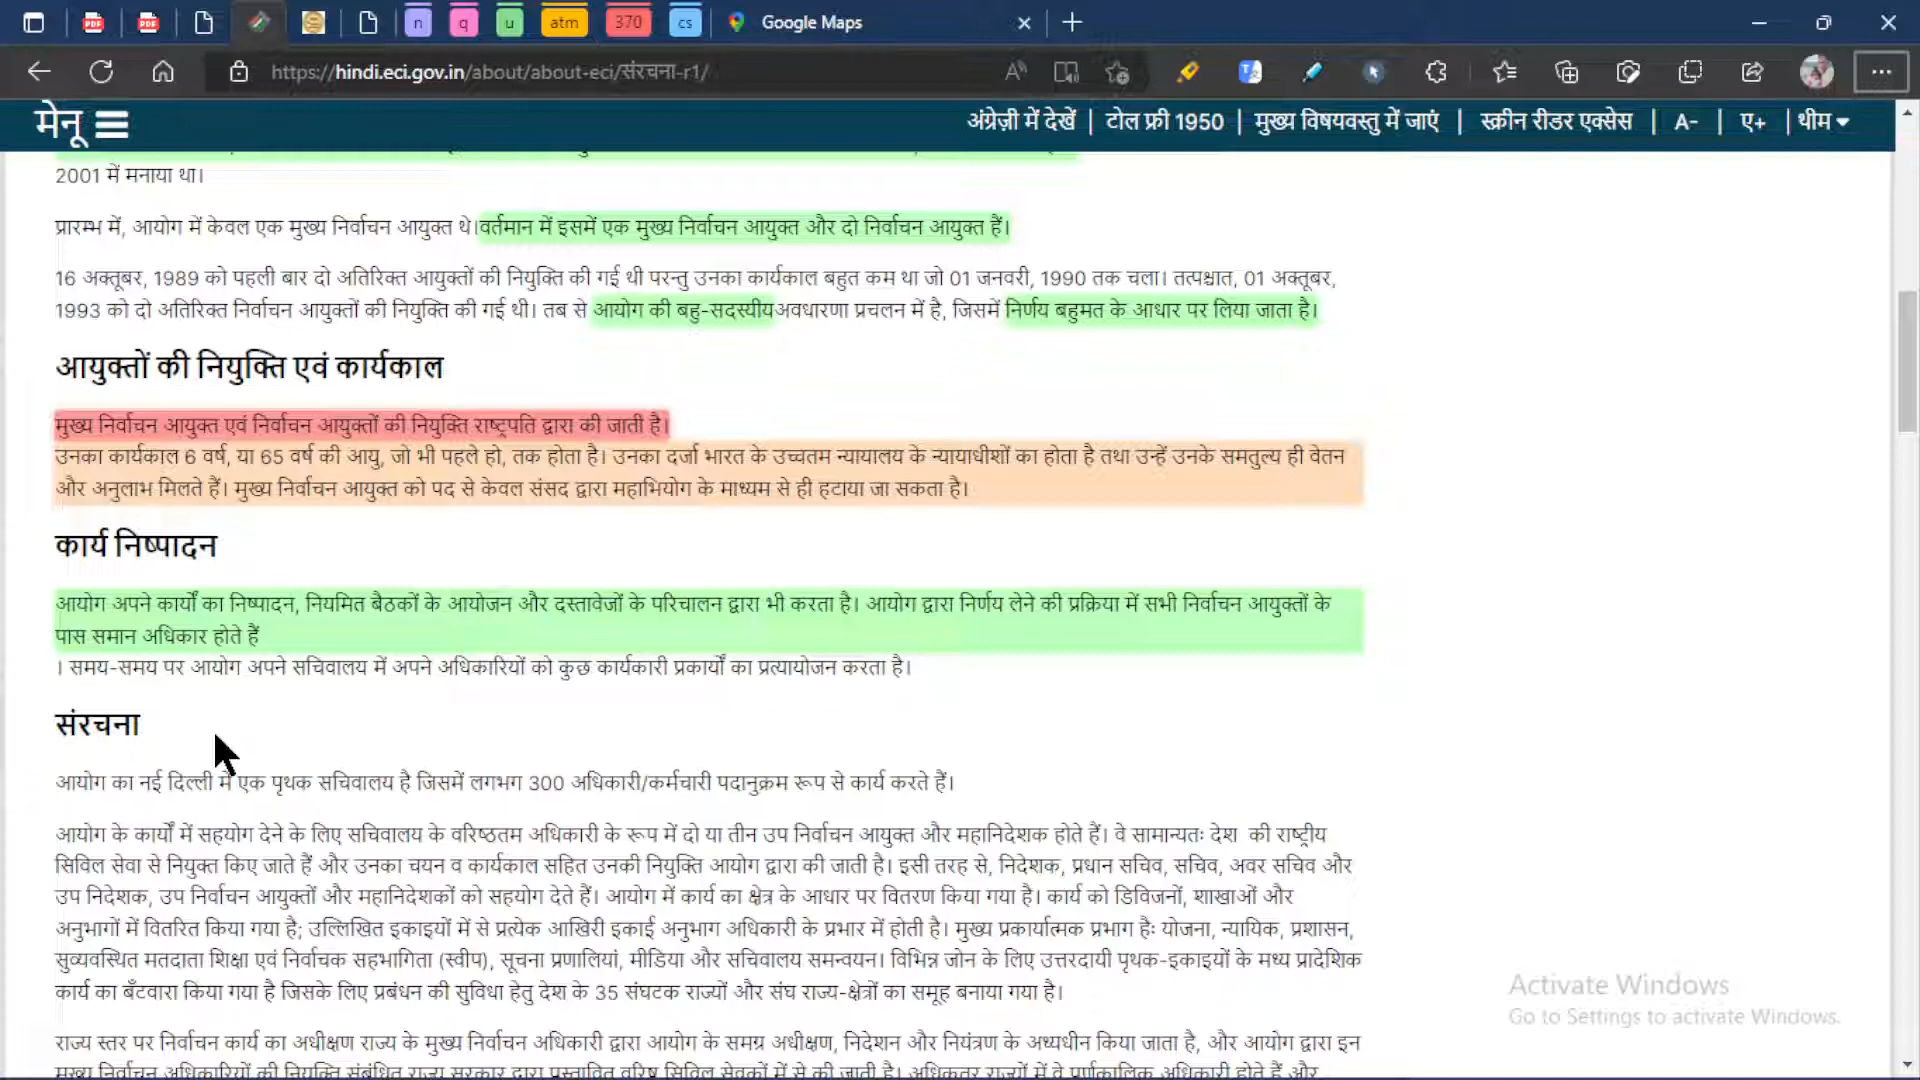 n q u atm 370 cs Google Maps
https://hindi.eci.gov.in/about/about-eci/संरचना-r1/
मेनू अंग्रेज़ी में देखें | टोल फ्री 1950 | मुख्य विषयवस्तु में जाएं | स्क्रीन रीडर एक्सेस | A- | ए+ | थीम
2001 में मनाया था।
प्रारम्भ में, आयोग में केवल एक मुख्य निर्वाचन आयुक्त थे।वर्तमान में इसमें एक मुख्य निर्वाचन आयुक्त और दो निर्वाचन आयुक्त हैं।
16 अक्तूबर, 1989 को पहली बार दो अतिरिक्त आयुक्तों की नियुक्ति की गई थी परन्तु उनका कार्यकाल बहुत कम था जो 01 जनवरी, 1990 तक चला। तत्पश्चात, 01 अक्तूबर,
1993 को दो अतिरिक्त निर्वाचन आयुक्तों की नियुक्ति की गई थी। तब से आयोग की बहु-सदस्यीयअवधारणा प्रचलन में है, जिसमें निर्णय बहुमत के आधार पर लिया जाता है।
आयुक्तों की नियुक्ति एवं कार्यकाल
मुख्य निर्वाचन आयुक्त एवं निर्वाचन आयुक्तों की नियुक्ति राष्ट्रपति द्वारा की जाती है।
उनका कार्यकाल 6 वर्ष, या 65 वर्ष की आयु, जो भी पहले हो, तक होता है। उनका दर्जा भारत के उच्चतम न्यायालय के न्यायाधीशों का होता है तथा उन्हें उनके समतुल्य ही वेतन
और अनुलाभ मिलते हैं। मुख्य निर्वाचन आयुक्त को पद से केवल संसद द्वारा महाभियोग के माध्यम से ही हटाया जा सकता है।
कार्य निष्पादन
आयोग अपने कार्यों का निष्पादन, नियमित बैठकों के आयोजन और दस्तावेजों के परिचालन द्वारा भी करता है। आयोग द्वारा निर्णय लेने की प्रक्रिया में सभी निर्वाचन आयुक्तों के
पास समान अधिकार होते हैं
। समय-समय पर आयोग अपने सचिवालय में अपने अधिकारियों को कुछ कार्यकारी प्रकार्यों का प्रत्यायोजन करता है।
संरचना
आयोग का नई दिल्ली में एक पृथक सचिवालय है जिसमें लगभग 300 अधिकारी/कर्मचारी पदानुक्रम रूप से कार्य करते हैं।
आयोग के कार्यों में सहयोग देने के लिए सचिवालय के वरिष्ठतम अधिकारी के रूप में दो या तीन उप निर्वाचन आयुक्त और महानिदेशक होते हैं। वे सामान्यतः देश की राष्ट्रीय
सिविल सेवा से नियुक्त किए जाते हैं और उनका चयन व कार्यकाल सहित उनकी नियुक्ति आयोग द्वारा की जाती है। इसी तरह से, निदेशक, प्रधान सचिव, सचिव, अवर सचिव और
उप निदेशक, उप निर्वाचन आयुक्तों और महानिदेशकों को सहयोग देते हैं। आयोग में कार्य का क्षेत्र के आधार पर वितरण किया गया है। कार्य को डिविजनों, शाखाओं और
अनुभागों में वितरित किया गया है; उल्लिखित इकाइयों में से प्रत्येक आखिरी इकाई अनुभाग अधिकारी के प्रभार में होती है। मुख्य प्रकार्यात्मक प्रभाग हैः योजना, न्यायिक, प्रशासन,
सुव्यवस्थित मतदाता शिक्षा एवं निर्वाचक सहभागिता (स्वीप), सूचना प्रणालियां, मीडिया और सचिवालय समन्वयन। विभिन्न जोन के लिए उत्तरदायी पृथक-इकाइयों के मध्य प्रादेशिक
कार्य का बँटवारा किया गया है जिसके लिए प्रबंधन की सुविधा हेतु देश के 35 संघटक राज्यों और संघ राज्य-क्षेत्रों का समूह बनाया गया है।
Activate Windows
Go to Settings to activate Windows.
राज्य स्तर पर निर्वाचन कार्य का अधीक्षण राज्य के मुख्य निर्वाचन अधिकारी द्वारा आयोग के समग्र अधीक्षण, निदेशन और नियंत्रण के अध्यधीन किया जाता है, और आयोग द्वारा इन
मुख्य निर्वाचन अधिकारियों की नियुक्ति संबंधित राज्य सरकार द्वारा प्रस्तावित वरिष्ठ सिविल सेवकों में से की जाती है। अधिकतर राज्यों में वे पूर्णकालिक अधिकारी होते हैं और